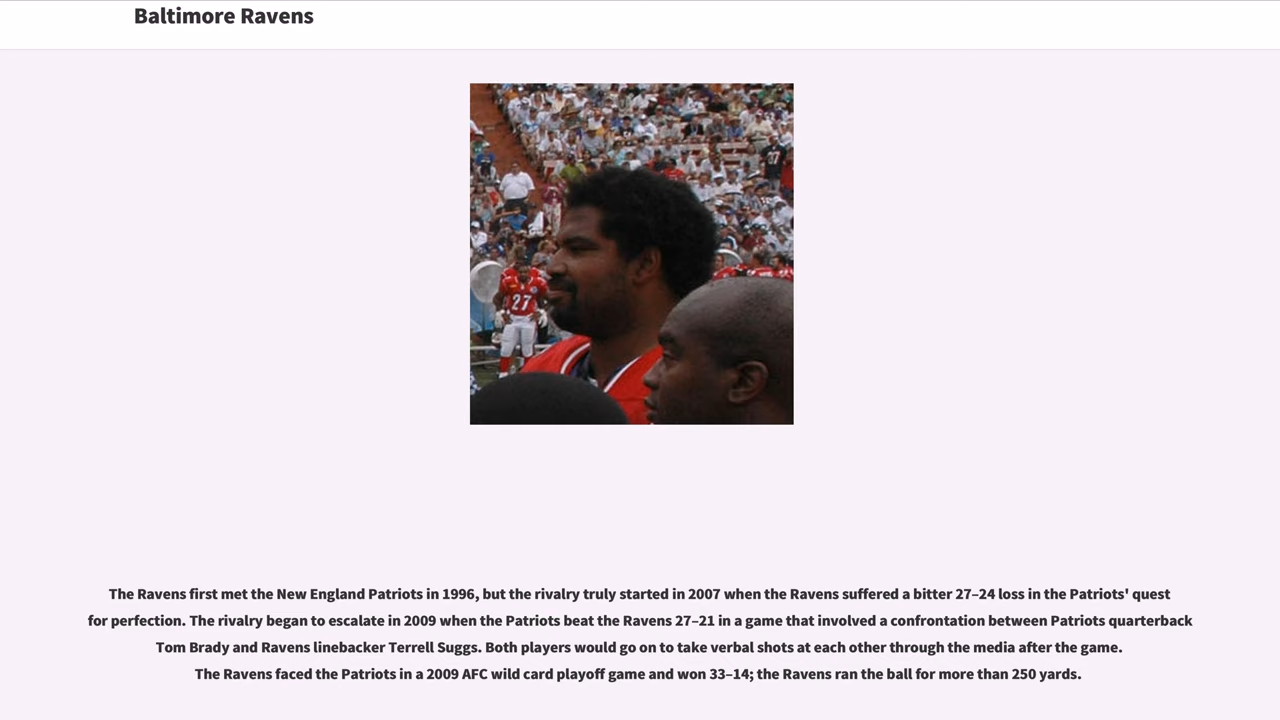 Baltimore Ravens
27
The Ravens first met the New England Patriots in 1996, but the rivalry truly started in 2007 when the Ravens suffered a bitter 27–24 loss in the Patriots' quest
for perfection. The rivalry began to escalate in 2009 when the Patriots beat the Ravens 27–21 in a game that involved a confrontation between Patriots quarterback
Tom Brady and Ravens linebacker Terrell Suggs. Both players would go on to take verbal shots at each other through the media after the game.
The Ravens faced the Patriots in a 2009 AFC wild card playoff game and won 33–14; the Ravens ran the ball for more than 250 yards.